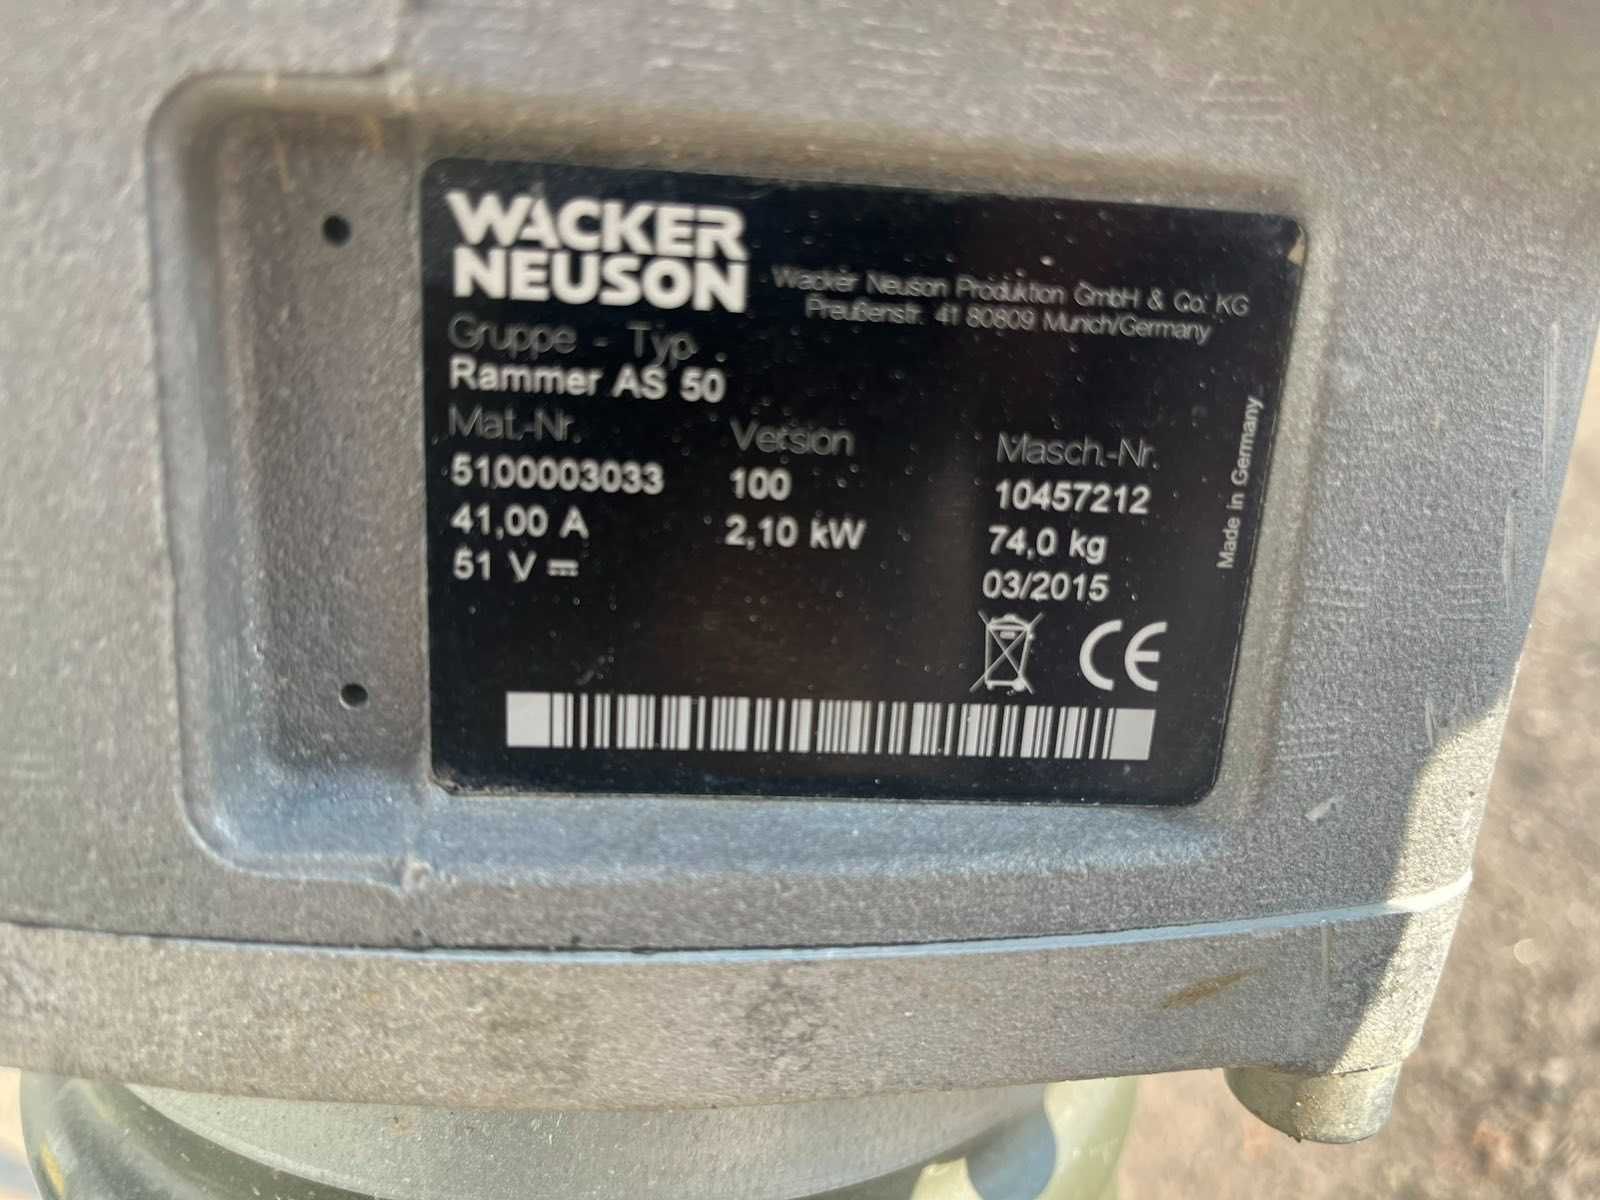 WACKER
NEUSON
Wacker Neuson Produktion GmbH & Co. KG
Preußenstr. 41 80809 Munich/Germany
Gruppe - Typ
Rammer AS 50
Mat.-Nr. Version Masch.-Nr.
5100003033 100 10457212
41,00 A 2,10 kW 74,0 kg
51 V 03/2015
CE
Made in Germany